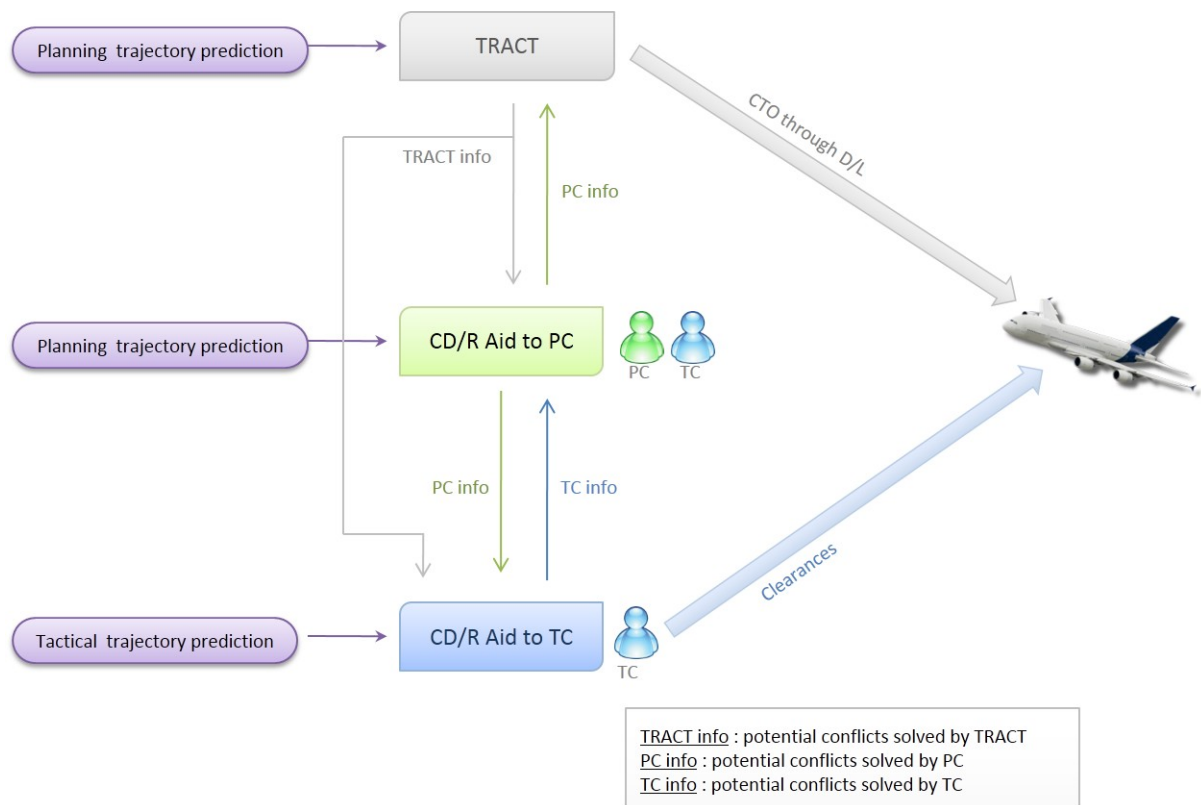 Planning trajectory prediction
TRACT
CTO through D/L
TRACT info
PC info
Planning trajectory prediction
CD/R Aid to PC
PC
TC
PC info
TC info
Clearances
Tactical trajectory prediction
CD/R Aid to TC
TC
TRACT info : potential conflicts solved by TRACT
PC info : potential conflicts solved by PC
TC info : potential conflicts solved by TC